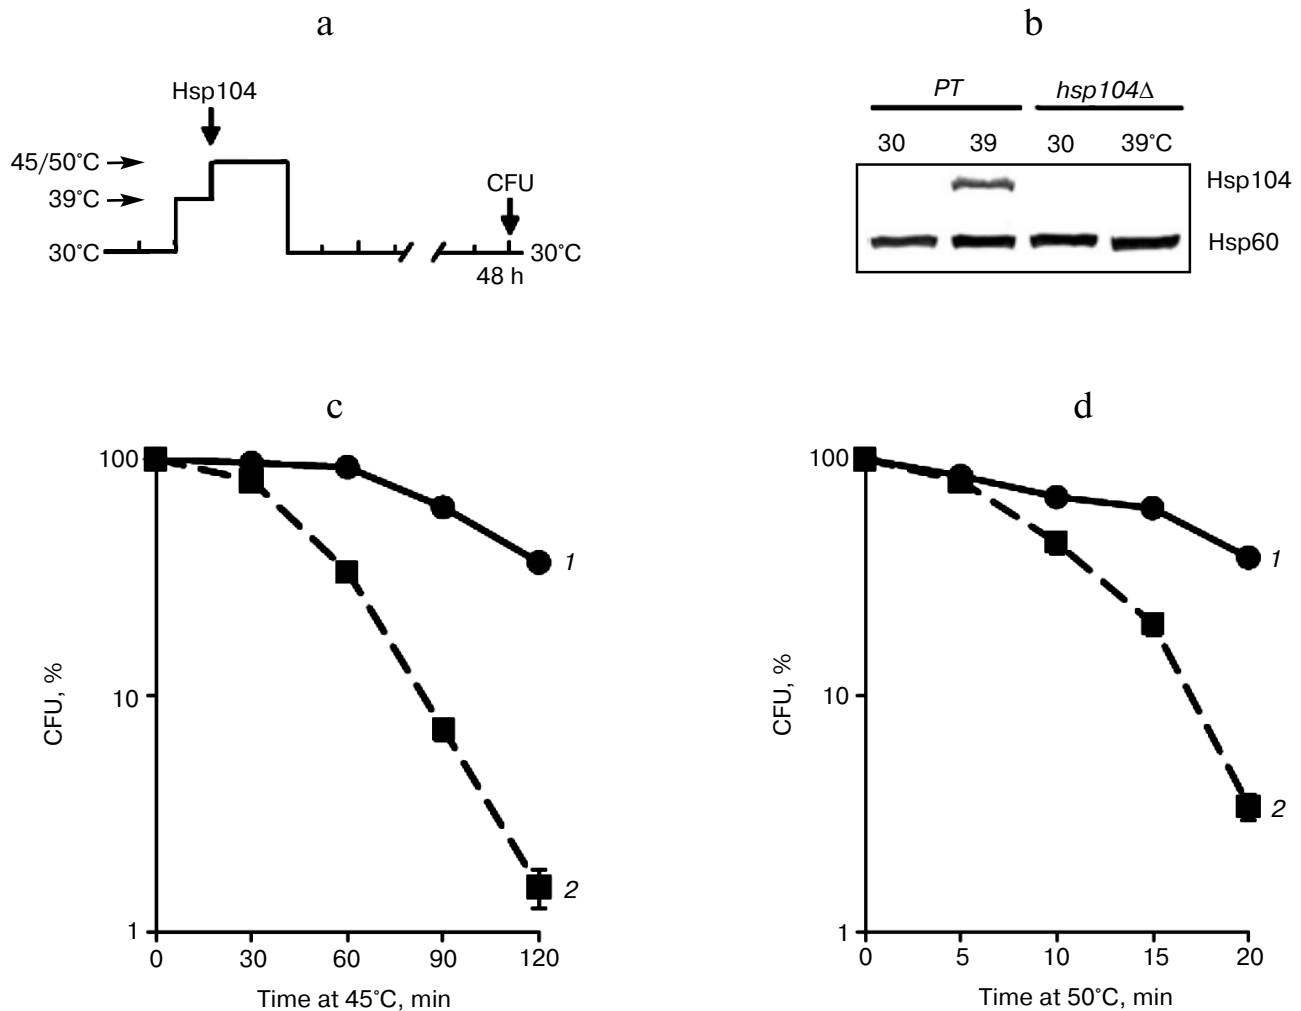 a
Hsp104
45/50°C
39°C
30°C
CFU
30°C
48 h
b
PT hsp104Δ
30 39 30 39°C
Hsp104
Hsp60
c
100
10
1
CFU, %
0 30 60 90 120
Time at 45°C, min
1
2
d
100
10
1
CFU, %
0 5 10 15 20
Time at 50°C, min
1
2